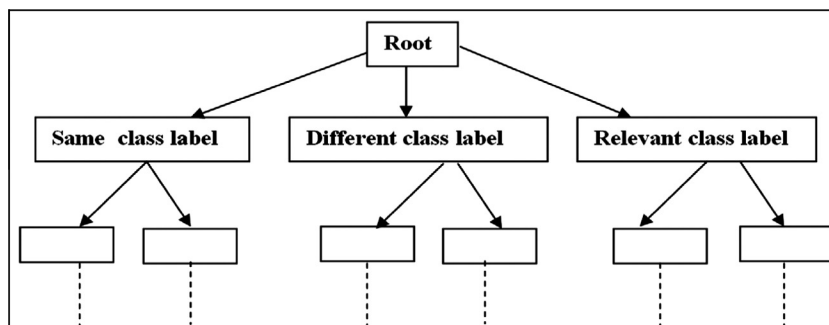 Root
Same class label
Different class label
Relevant class label